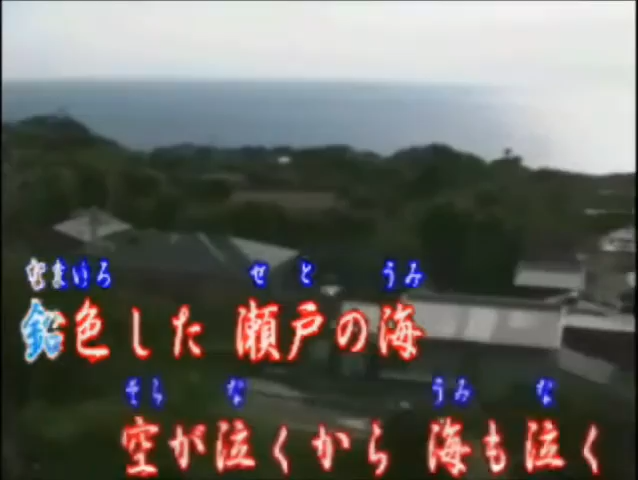 なまりいろ せと うみ
鉛色した 瀬戸の海
そら な うみ な
空が泣くから 海も泣く